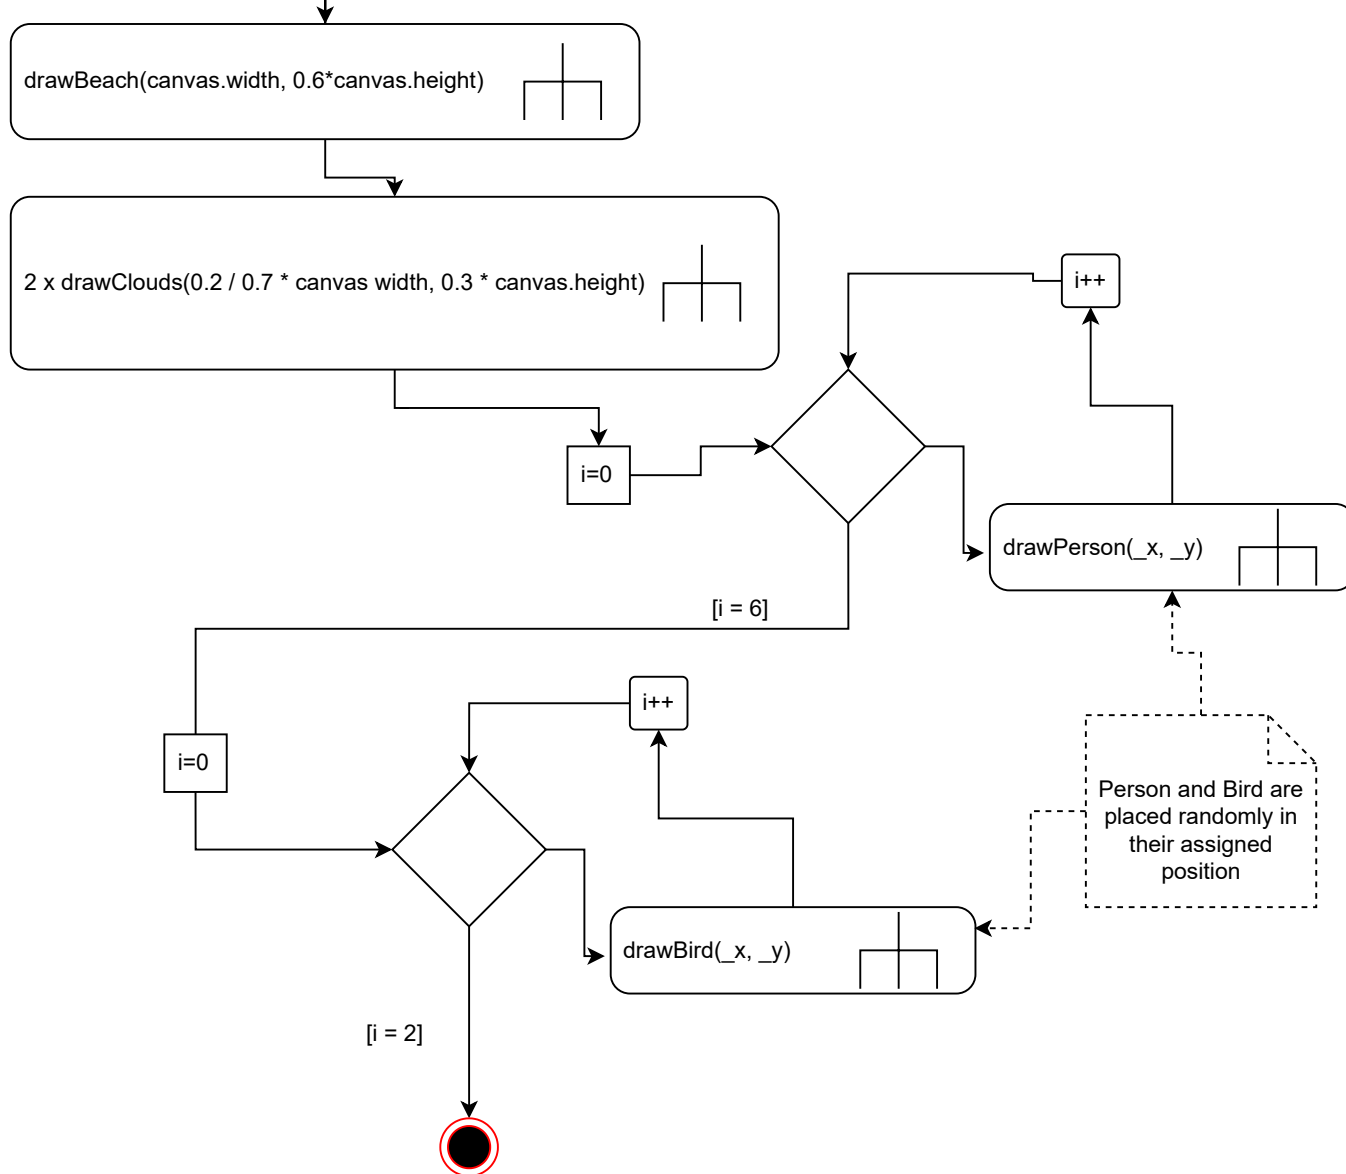 drawBeach(canvas.width, 0.6*canvas.height)
2 x drawClouds(0.2 / 0.7 * canvas width, 0.3 * canvas.height)
i++
i=0
drawPerson(_x, _y)
[i = 6]
i++
i=0
Person and Bird are
placed randomly in
their assigned
position
drawBird(_x, _y)
[i = 2]